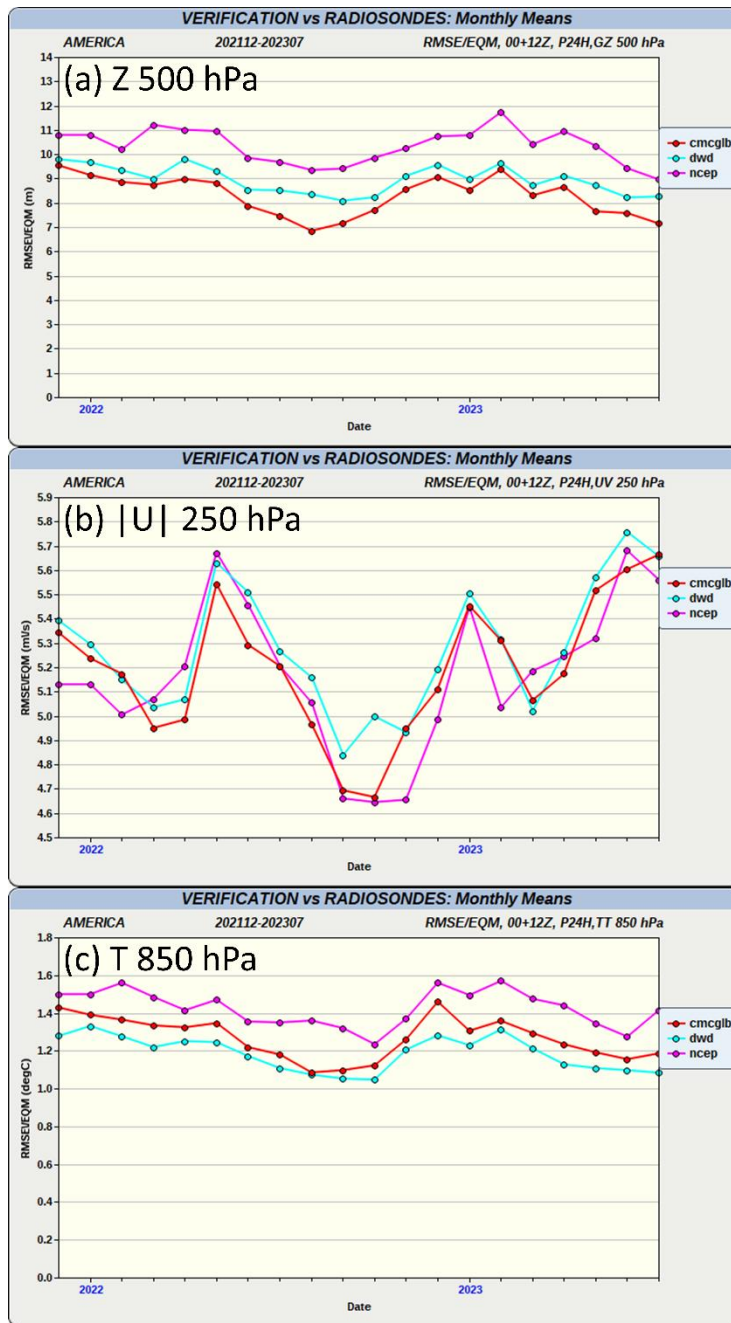 VERIFICATION vs RADIOSONDES: Monthly Means
AMERICA 202112-202307 RMSE/EQM, 00+12Z, P24H,GZ 500 hPa
(a) Z 500 hPa
14
13
12
11
10
9
8
7
6
5
4
3
2
1
0
RMSE/EQM (m)
cmcglb
dwd
ncep
2022 2023
Date
VERIFICATION vs RADIOSONDES: Monthly Means
AMERICA 202112-202307 RMSE/EQM, 00+12Z, P24H,UV 250 hPa
(b) |U| 250 hPa
5.9
5.8
5.7
5.6
5.5
5.4
5.3
5.2
5.1
5.0
4.9
4.8
4.7
4.6
4.5
RMSE/EQM (m/s)
cmcglb
dwd
ncep
2022 2023
Date
VERIFICATION vs RADIOSONDES: Monthly Means
AMERICA 202112-202307 RMSE/EQM, 00+12Z, P24H,TT 850 hPa
(c) T 850 hPa
1.8
1.6
1.4
1.2
1.0
0.8
0.6
0.4
0.2
0.0
RMSE/EQM (degC)
cmcglb
dwd
ncep
2022 2023
Date